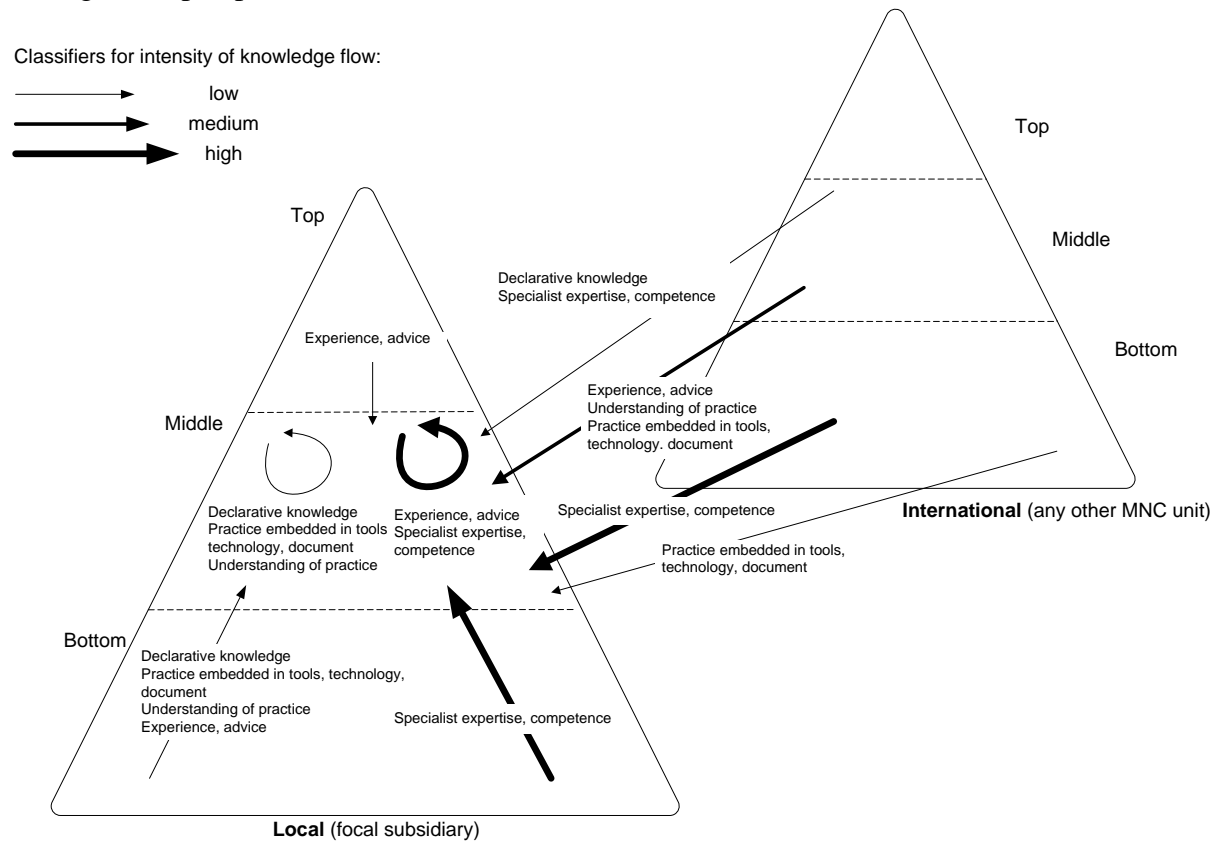 Classifiers for intensity of knowledge flow:
low
medium
high
Top
Middle
Bottom
International (any other MNC unit)
Top
Middle
Bottom
Local (focal subsidiary)
Declarative knowledge
Specialist expertise, competence
Experience, advice
Experience, advice
Understanding of practice
Practice embedded in tools,
technology. document
Declarative knowledge
Practice embedded in tools
technology, document
Understanding of practice
Experience, advice
Specialist expertise,
competence
Specialist expertise, competence
Practice embedded in tools,
technology, document
Declarative knowledge
Practice embedded in tools, technology,
document
Understanding of practice
Experience, advice
Specialist expertise, competence